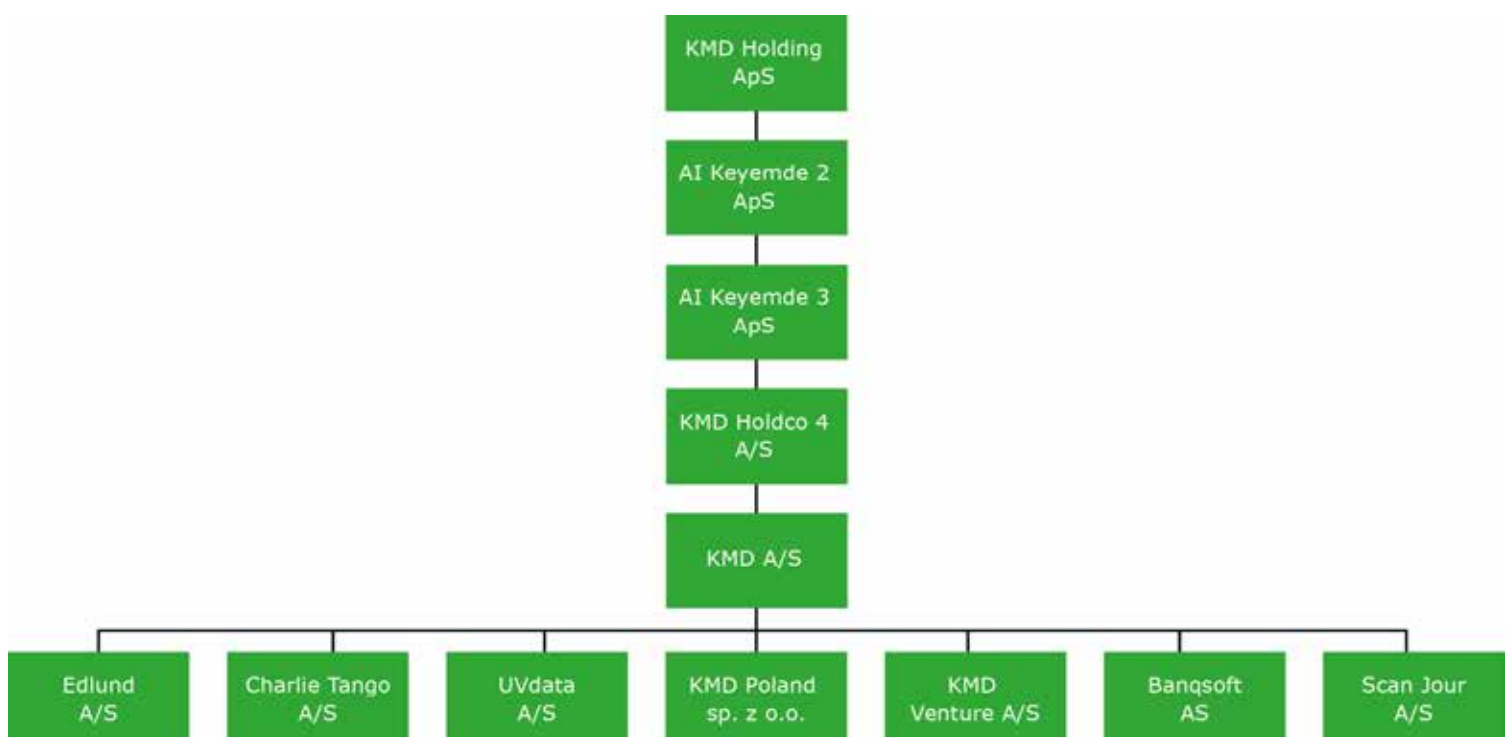 KMD Holding
ApS
AI Keyemde 2
ApS
AI Keyemde 3
ApS
KMD Holdco 4
A/S
KMD A/S
Edlund
A/S
Charlie Tango
A/S
UVdata
A/S
KMD Poland
sp. z o.o.
KMD
Venture A/S
Banqsoft
AS
Scan Jour
A/S